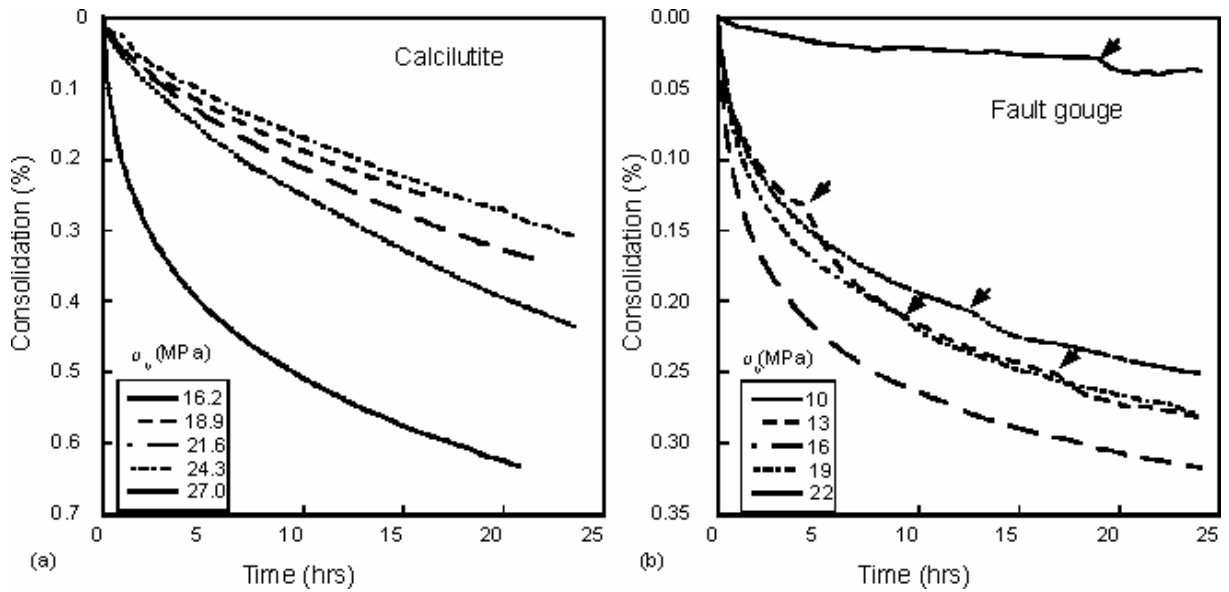 0
0.1
0.2
0.3
0.4
0.5
0.6
0.7
Consolidation (%)
Calcilutite
σᵥ (MPa)
16.2
18.9
21.6
24.3
27.0
0 5 10 15 20 25
(a)
Time (hrs)
0.00
0.05
0.10
0.15
0.20
0.25
0.30
0.35
Consolidation (%)
Fault gouge
σᵥ(MPa)
10
13
16
19
22
0 5 10 15 20 25
(b)
Time (hrs)